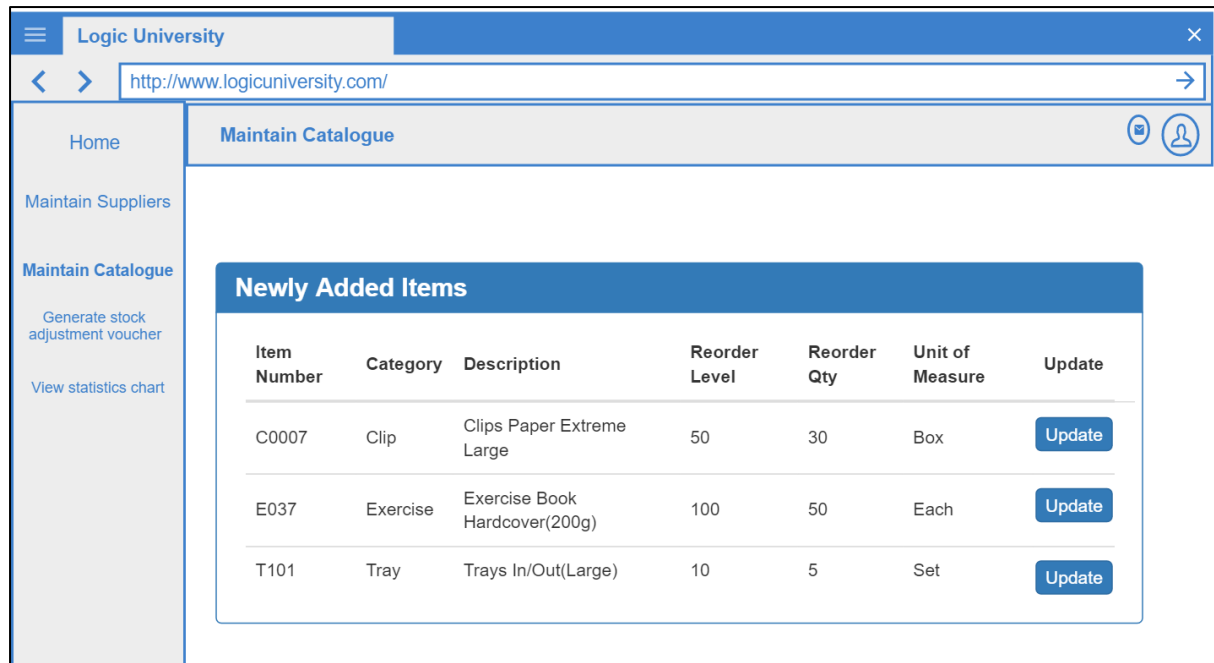 Logic University
http://www.logicuniversity.com/
Home
Maintain Suppliers
Maintain Catalogue
Generate stock
adjustment voucher
View statistics chart
Maintain Catalogue
Newly Added Items
Item Number Category Description Reorder Level Reorder Qty Unit of Measure Update
C0007 Clip Clips Paper Extreme Large 50 30 Box Update
E037 Exercise Exercise Book Hardcover(200g) 100 50 Each Update
T101 Tray Trays In/Out(Large) 10 5 Set Update